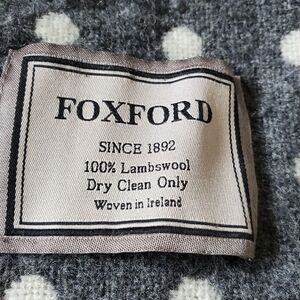 FOXFORD
SINCE 1892
100% Lambswool
Dry Clean Only
Woven in Ireland